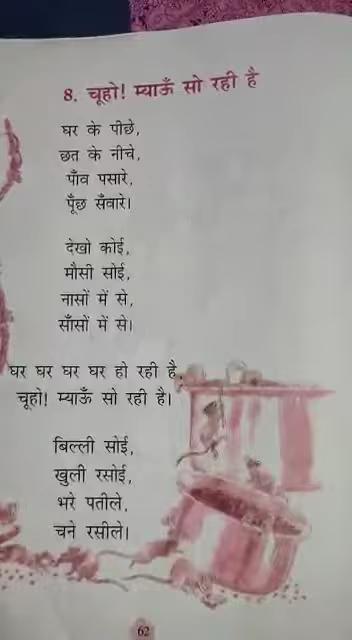 8. चूहो! म्याऊँ सो रही है
घर के पीछे,
छत के नीचे,
पाँव पसारे,
पूँछ सँवारे।
देखो कोई,
मौसी सोई,
नासों में से,
साँसों में से।
घर घर घर घर हो रही है,
चूहो! म्याऊँ सो रही है।
बिल्ली सोई,
खुली रसोई,
भरे पतीले,
चने रसीले।
62